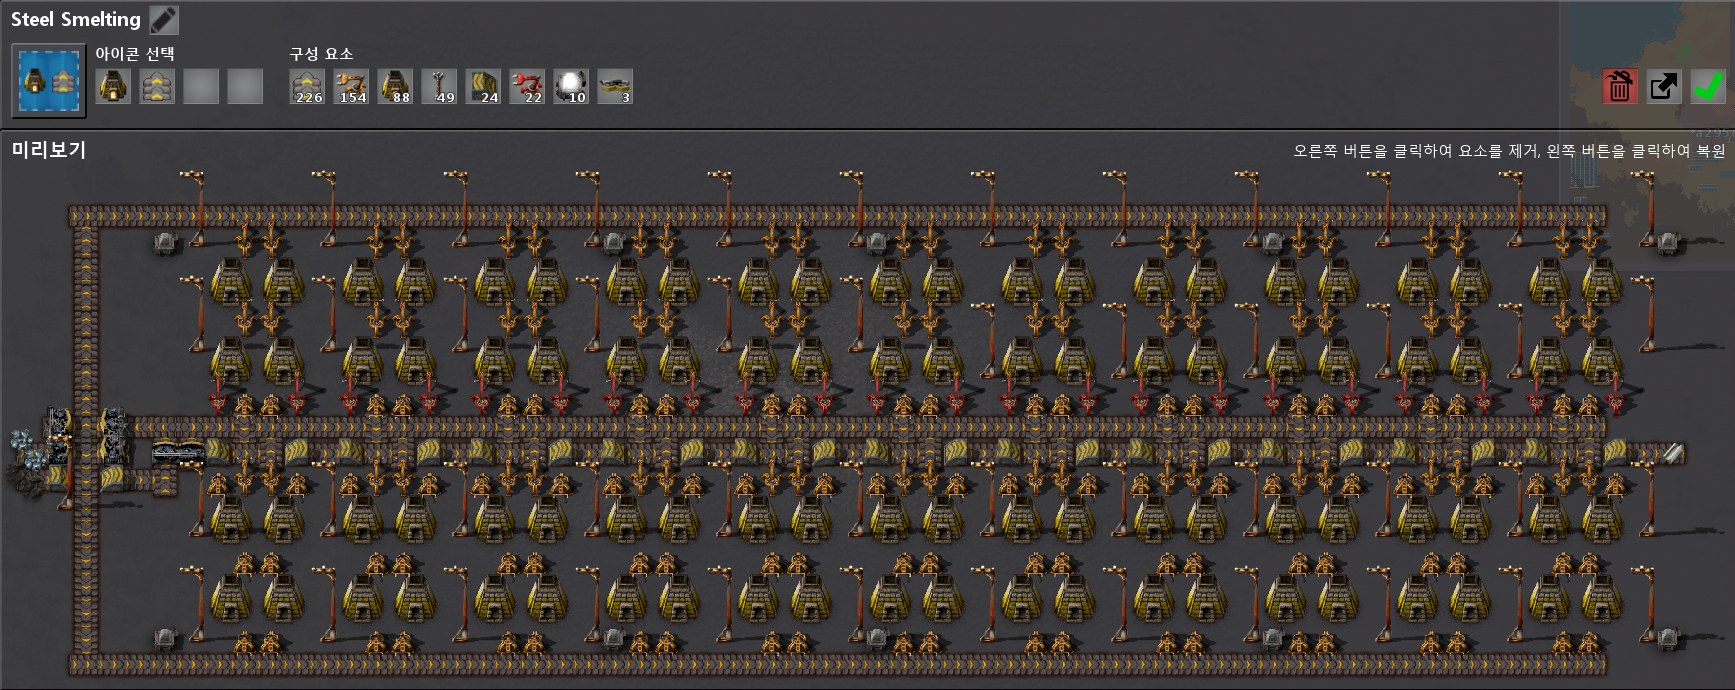 Steel Smelting
아이콘 선택
구성 요소
226 154 88 49 24 22 10 3
미리보기
오른쪽 버튼을 클릭하여 요소를 제거, 왼쪽 버튼을 클릭하여 복원